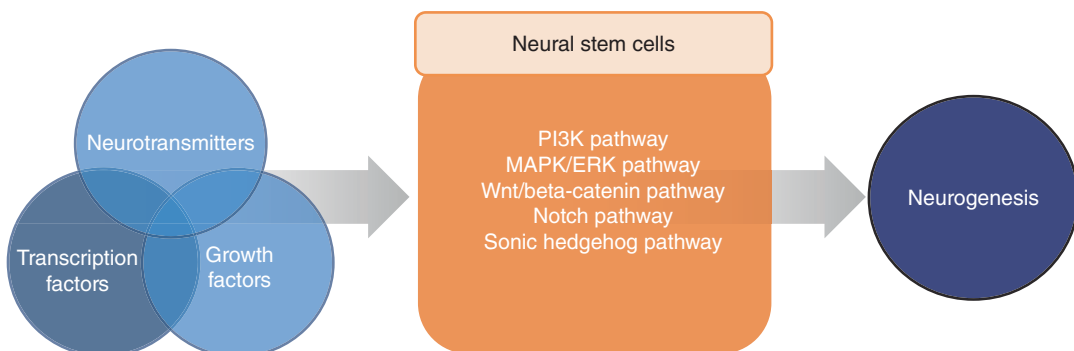 Neurotransmitters
Transcription
factors
Growth
factors
Neural stem cells
PI3K pathway
MAPK/ERK pathway
Wnt/beta-catenin pathway
Notch pathway
Sonic hedgehog pathway
Neurogenesis